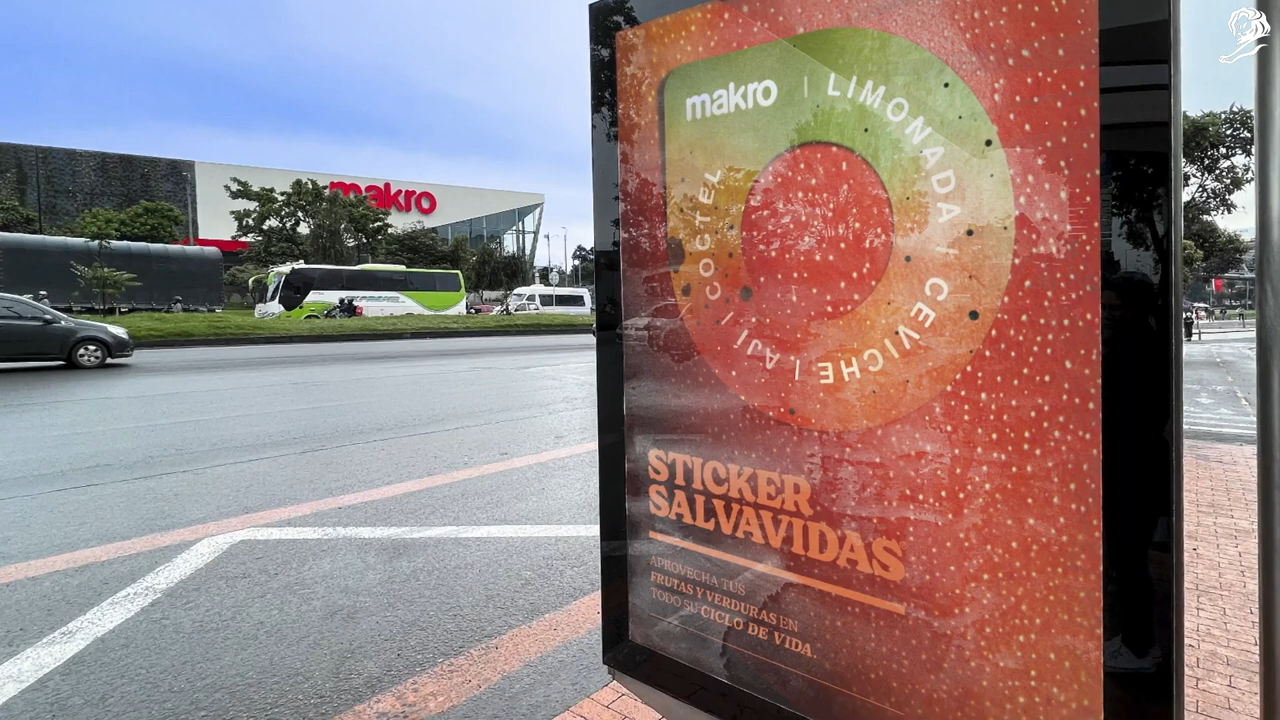 makro
makro | LIMONADA | CEVICHE | AJÍ | COCTEL
STICKER
SALVAVIDAS
APROVECHA TUS
FRUTAS Y VERDURAS EN
TODO SU CICLO DE VIDA.